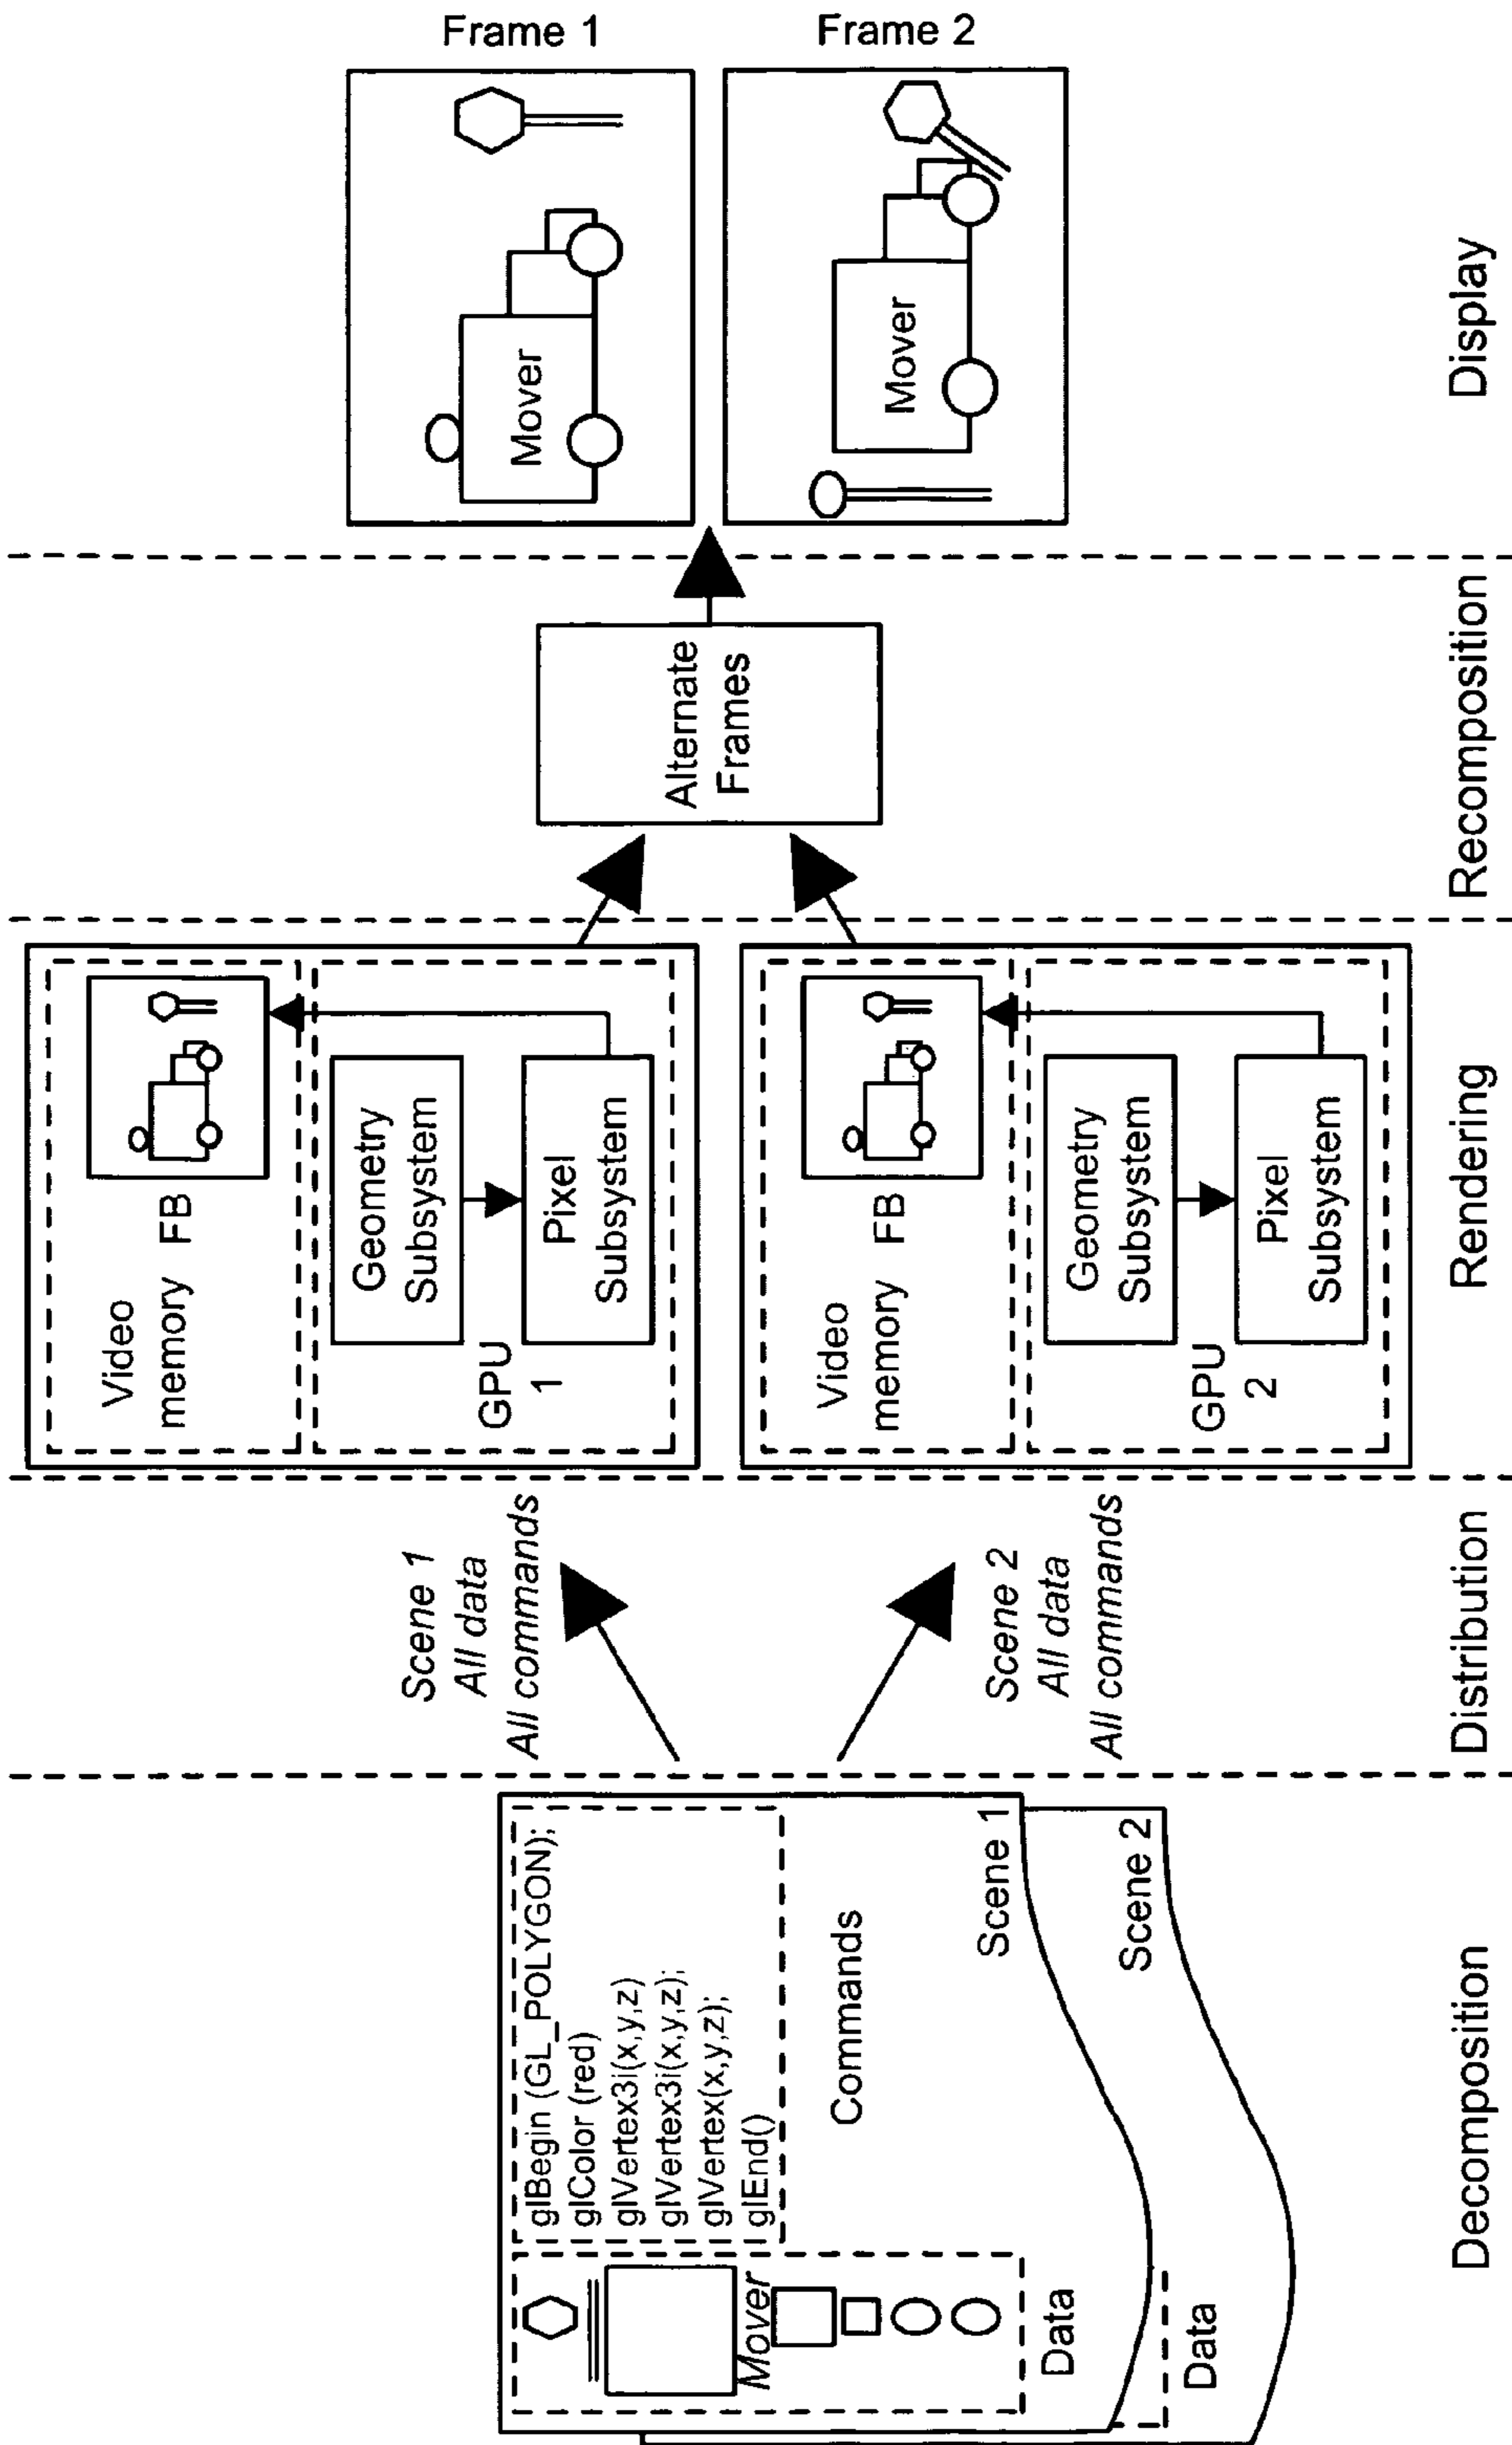 glBegin (GL_POLYGON);
glColor (red)
glVertex3i(x,y,z)
glVertex3i(x,y,z);
glVertex(x,y,z);
glEnd()
Mover
Commands
Data
Scene 1
Data
Scene 2
Decomposition
Scene 1
All data
All commands
Scene 2
All data
All commands
Distribution
Video
memory
FB
Geometry
Subsystem
GPU
1
Pixel
Subsystem
Video
memory
FB
Geometry
Subsystem
GPU
2
Pixel
Subsystem
Rendering
Alternate
Frames
Recomposition
Frame 1
Mover
Frame 2
Mover
Display